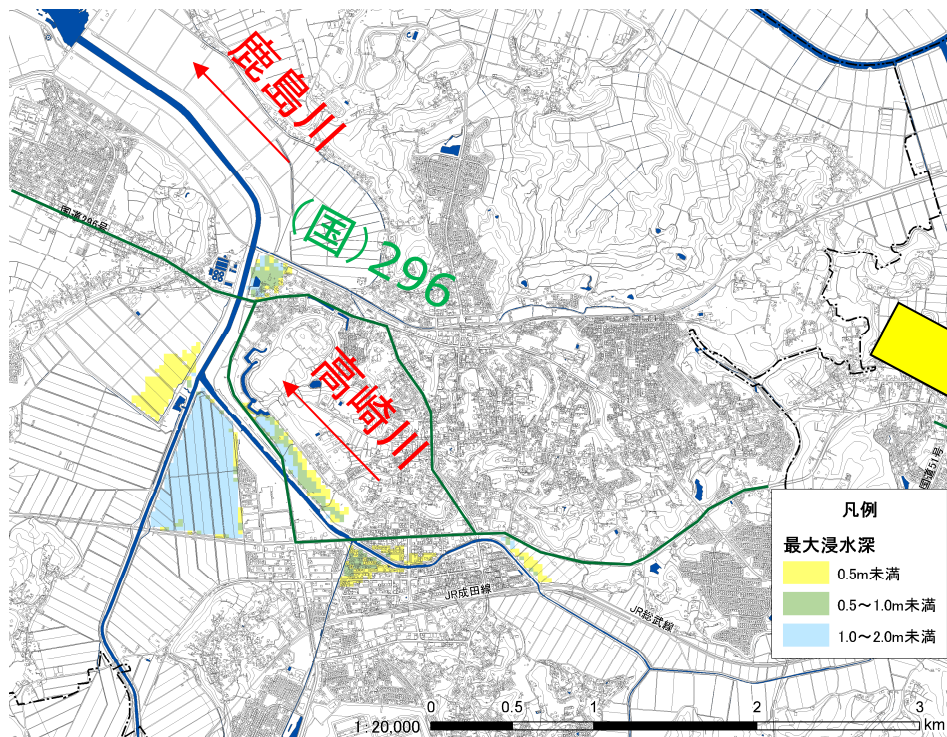 鹿島川
国道296号
(国)296
高崎川
国道51号
凡例
最大浸水深
0.5m未満
0.5～1.0m未満
1.0～2.0m未満
JR成田線
JR総武線
1:20,000
0 0.5 1 2 3
km